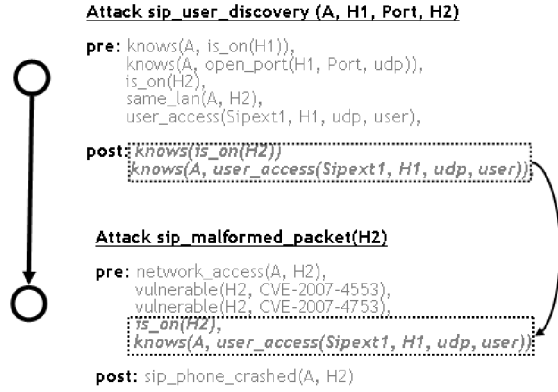 Attack sip_user_discovery (A, H1, Port, H2)
pre: knows(A, is_on(H1)),
knows(A, open_port(H1, Port, udp)),
is_on(H2),
same_lan(A, H2),
user_access(Sipext1, H1, udp, user),
post: knows(is_on(H2))
knows(A, user_access(Sipext1, H1, udp, user))
Attack sip_malformed_packet(H2)
pre: network_access(A, H2),
vulnerable(H2, CVE-2007-4553),
vulnerable(H2, CVE-2007-4753),
is_on(H2),
knows(A, user_access(Sipext1, H1, udp, user))
post: sip_phone_crashed(A, H2)